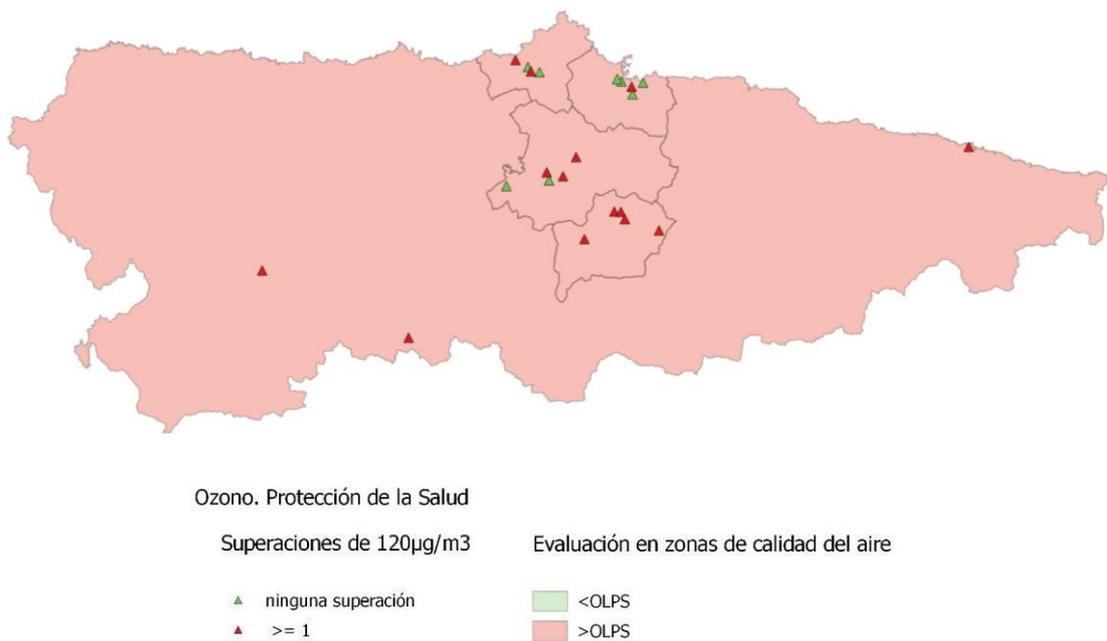 Ozono. Protección de la Salud
Superaciones de 120µg/m3
ninguna superación
>= 1
Evaluación en zonas de calidad del aire
<OLPS
>OLPS